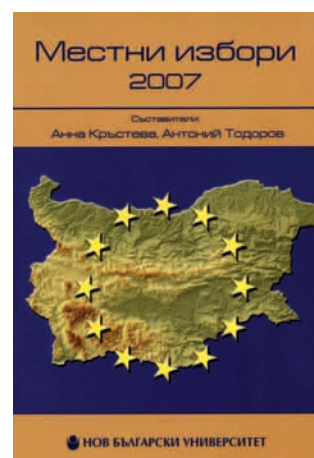 Местни избори
2007
Съставители:
Анна Кръстева, Антоний Тодоров
НОВ БЪЛГАРСКИ УНИВЕРСИТЕТ